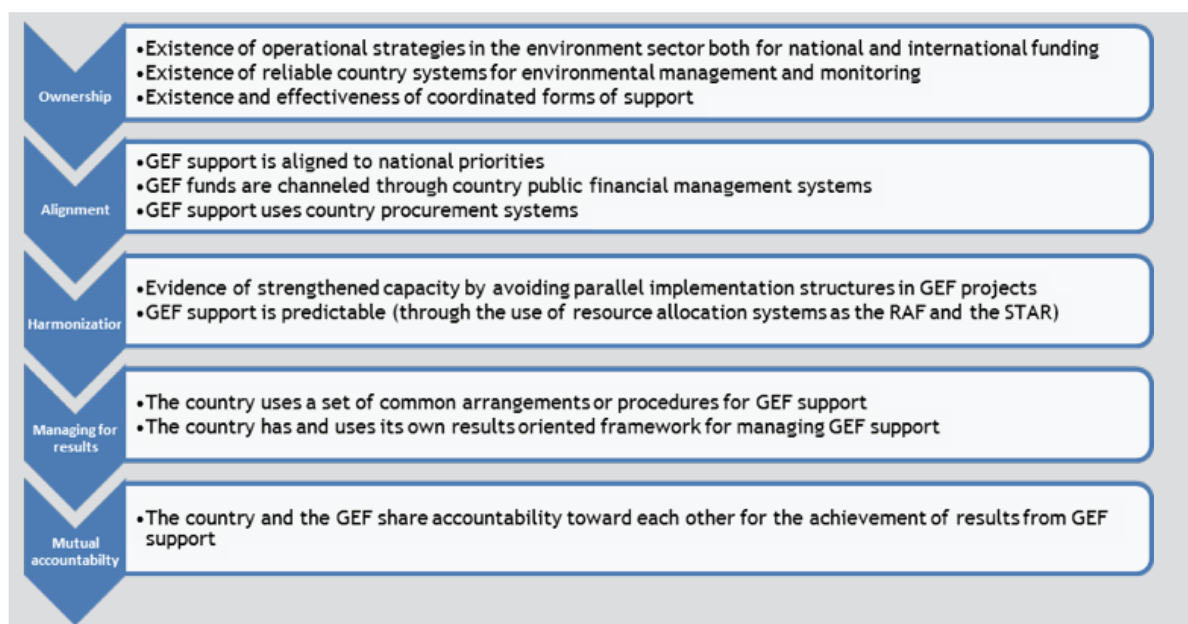 Ownership
•Existence of operational strategies in the environment sector both for national and international funding
•Existence of reliable country systems for environmental management and monitoring
•Existence and effectiveness of coordinated forms of support
Alignment
•GEF support is aligned to national priorities
•GEF funds are channeled through country public financial management systems
•GEF support uses country procurement systems
Harmonizatior
•Evidence of strengthened capacity by avoiding parallel implementation structures in GEF projects
•GEF support is predictable (through the use of resource allocation systems as the RAF and the STAR)
Managing for
results
•The country uses a set of common arrangements or procedures for GEF support
•The country has and uses its own results oriented framework for managing GEF support
Mutual
accountabilty
•The country and the GEF share accountability toward each other for the achievement of results from GEF
support